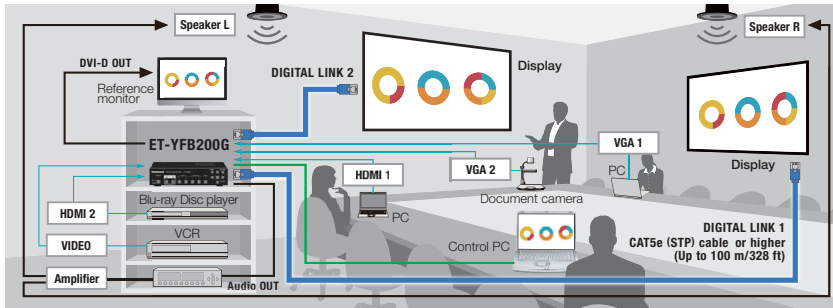 Speaker L
Speaker R
DVI-D OUT
Reference
monitor
DIGITAL LINK 2
Display
ET-YFB200G
VGA 1
VGA 2
HDMI 1
PC
Display
Document camera
PC
Blu-ray Disc player
HDMI 2
VCR
VIDEO
Control PC
DIGITAL LINK 1
CAT5e (STP) cable or higher
(Up to 100 m/328 ft)
Amplifier
Audio OUT